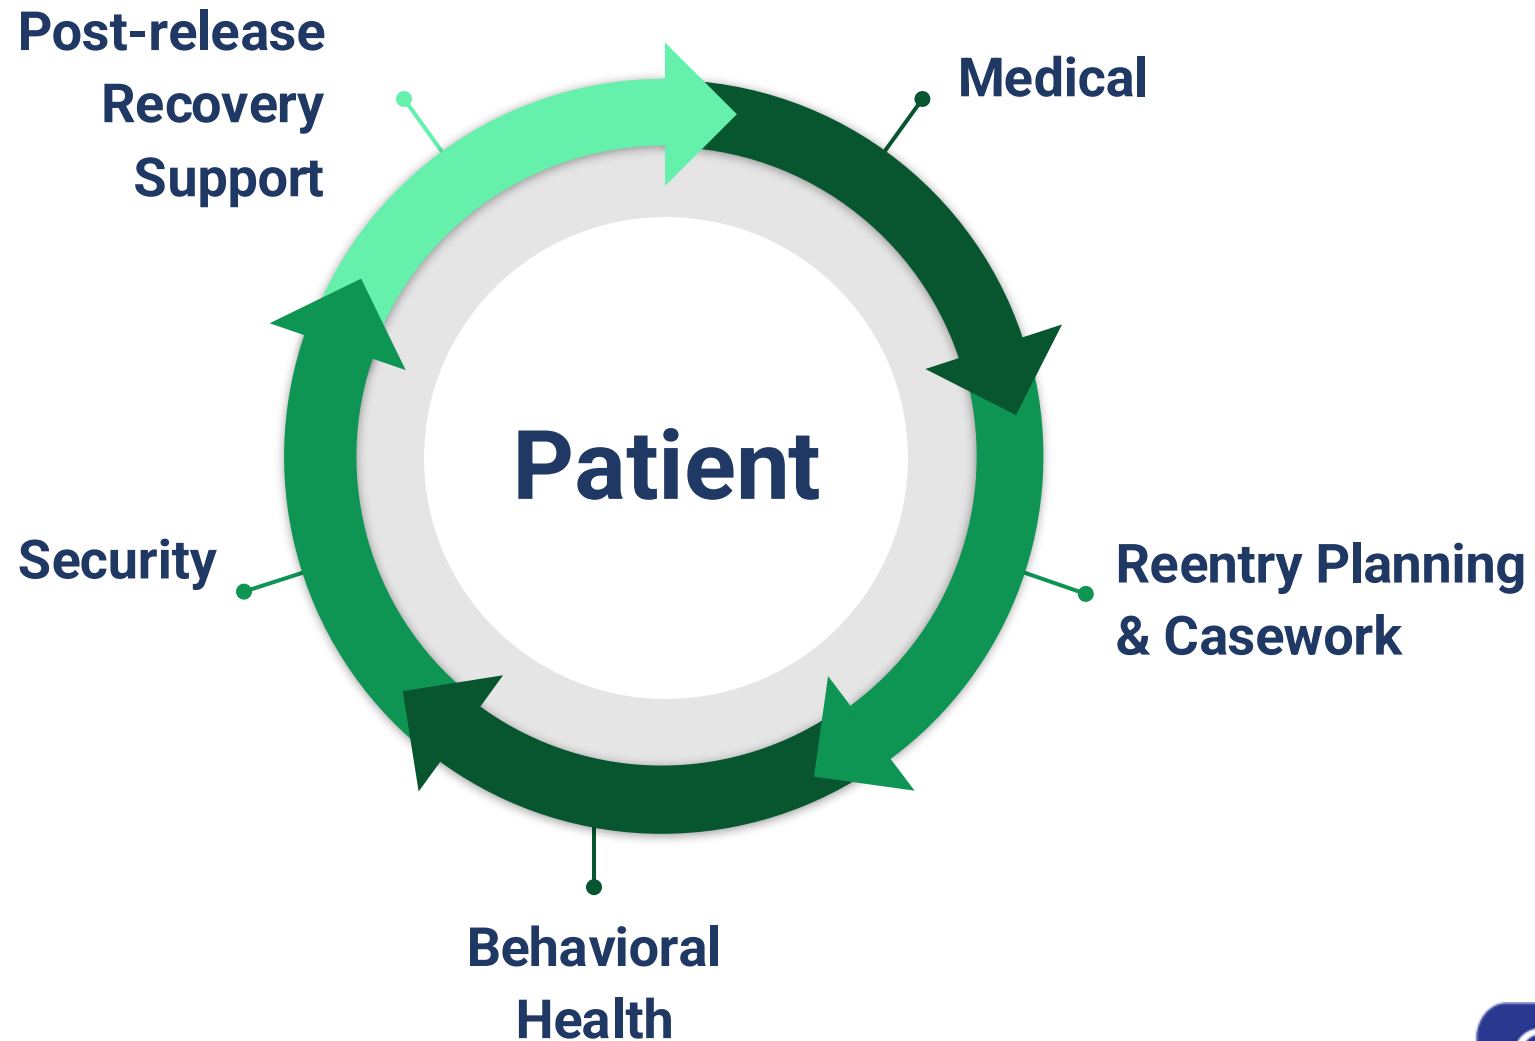 Post-release
Recovery
Support
Medical
Patient
Security
Reentry Planning
& Casework
Behavioral
Health